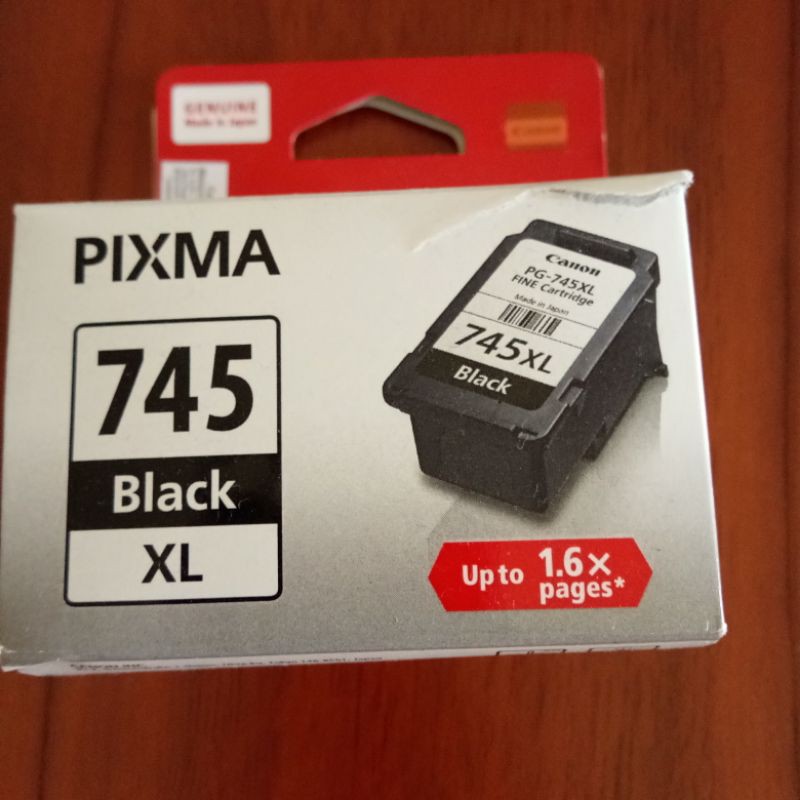 GENUINE
Made in Japan
Canon
PIXMA
745
Black
XL
Canon
PG-745XL
FINE Cartridge
Made in Japan
745XL
Black
Up to 1.6×
pages*